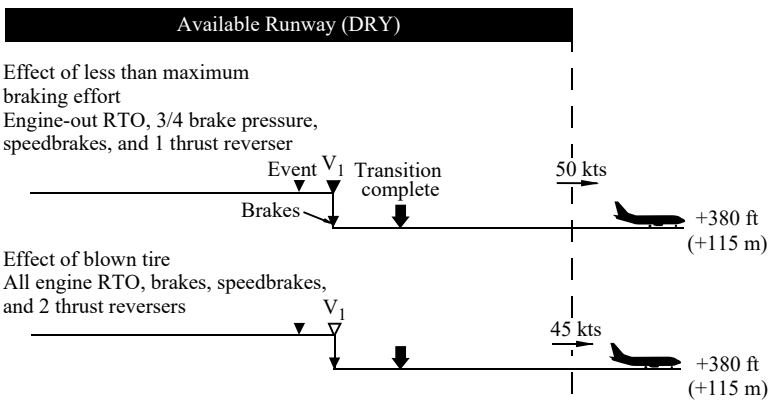 Available Runway (DRY)
Effect of less than maximum
braking effort
Engine-out RTO, 3/4 brake pressure,
speedbrakes, and 1 thrust reverser
Event V1 Transition
complete
50 kts
Brakes
+380 ft
(+115 m)
Effect of blown tire
All engine RTO, brakes, speedbrakes,
and 2 thrust reversers
V1
45 kts
+380 ft
(+115 m)